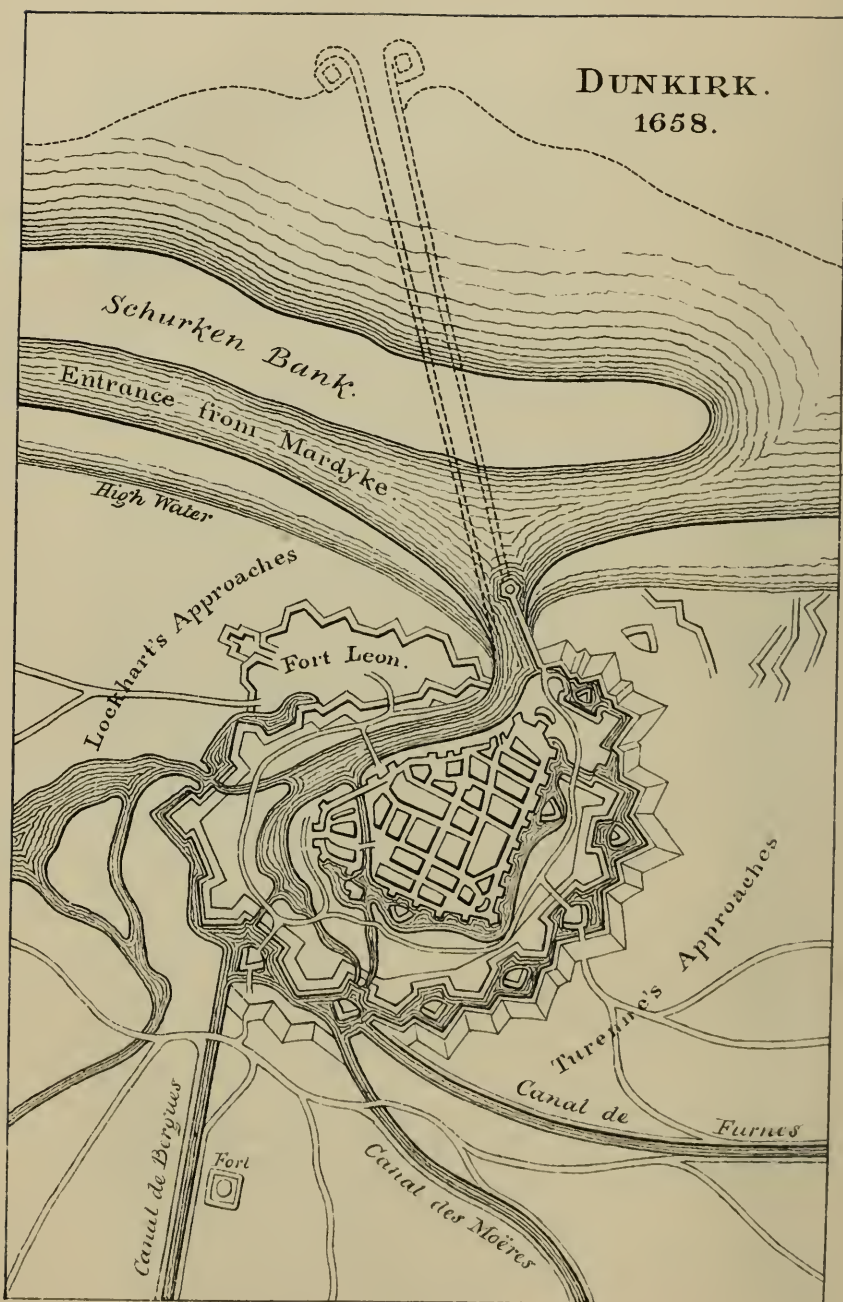 DUNKIRK.
1658.
Schurken Bank.
Entrance from Mardyke.
High Water
Lockhart's Approaches
Fort Leon.
Turenne's Approaches
Canal de Furnes
Canal de Bergues
Fort
Canal des Moëres